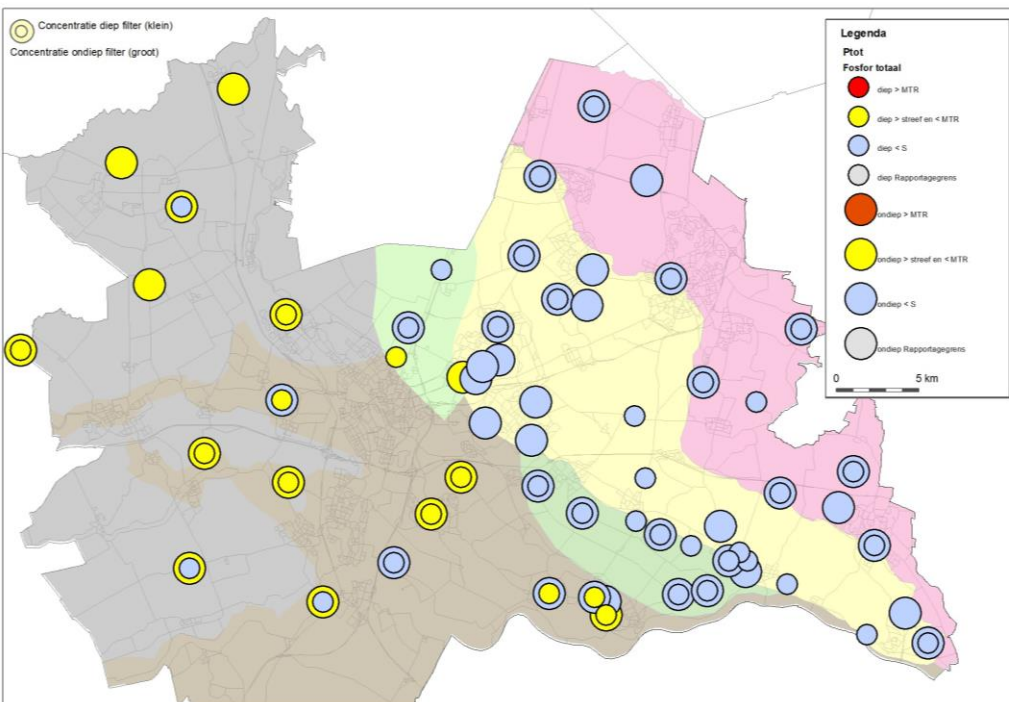 Concentratie diep filter (klein)
Concentratie ondiep filter (groot)
Legenda
Ptot
Fosfor totaal
diep > MTR
diep > streef en < MTR
diep < S
diep Rapportagegrens
ondiep > MTR
ondiep > streef en < MTR
ondiep < S
ondiep Rapportagegrens
0 5 km